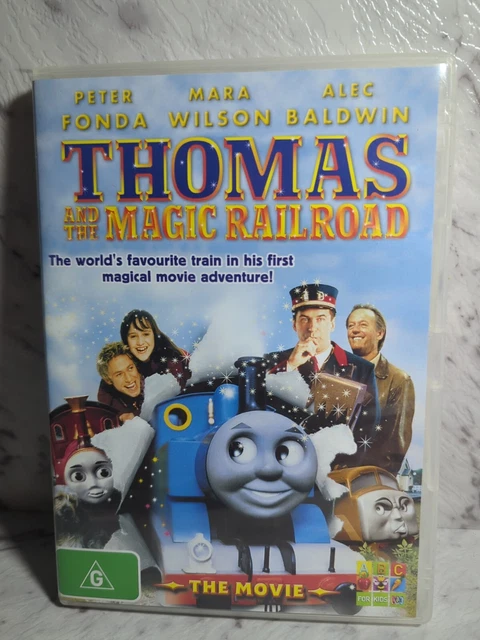 PETER MARA ALEC
FONDA WILSON BALDWIN
THOMAS
AND THE MAGIC RAILROAD
The world's favourite train in his first
magical movie adventure!
G
THE MOVIE
ABC
FOR KIDS